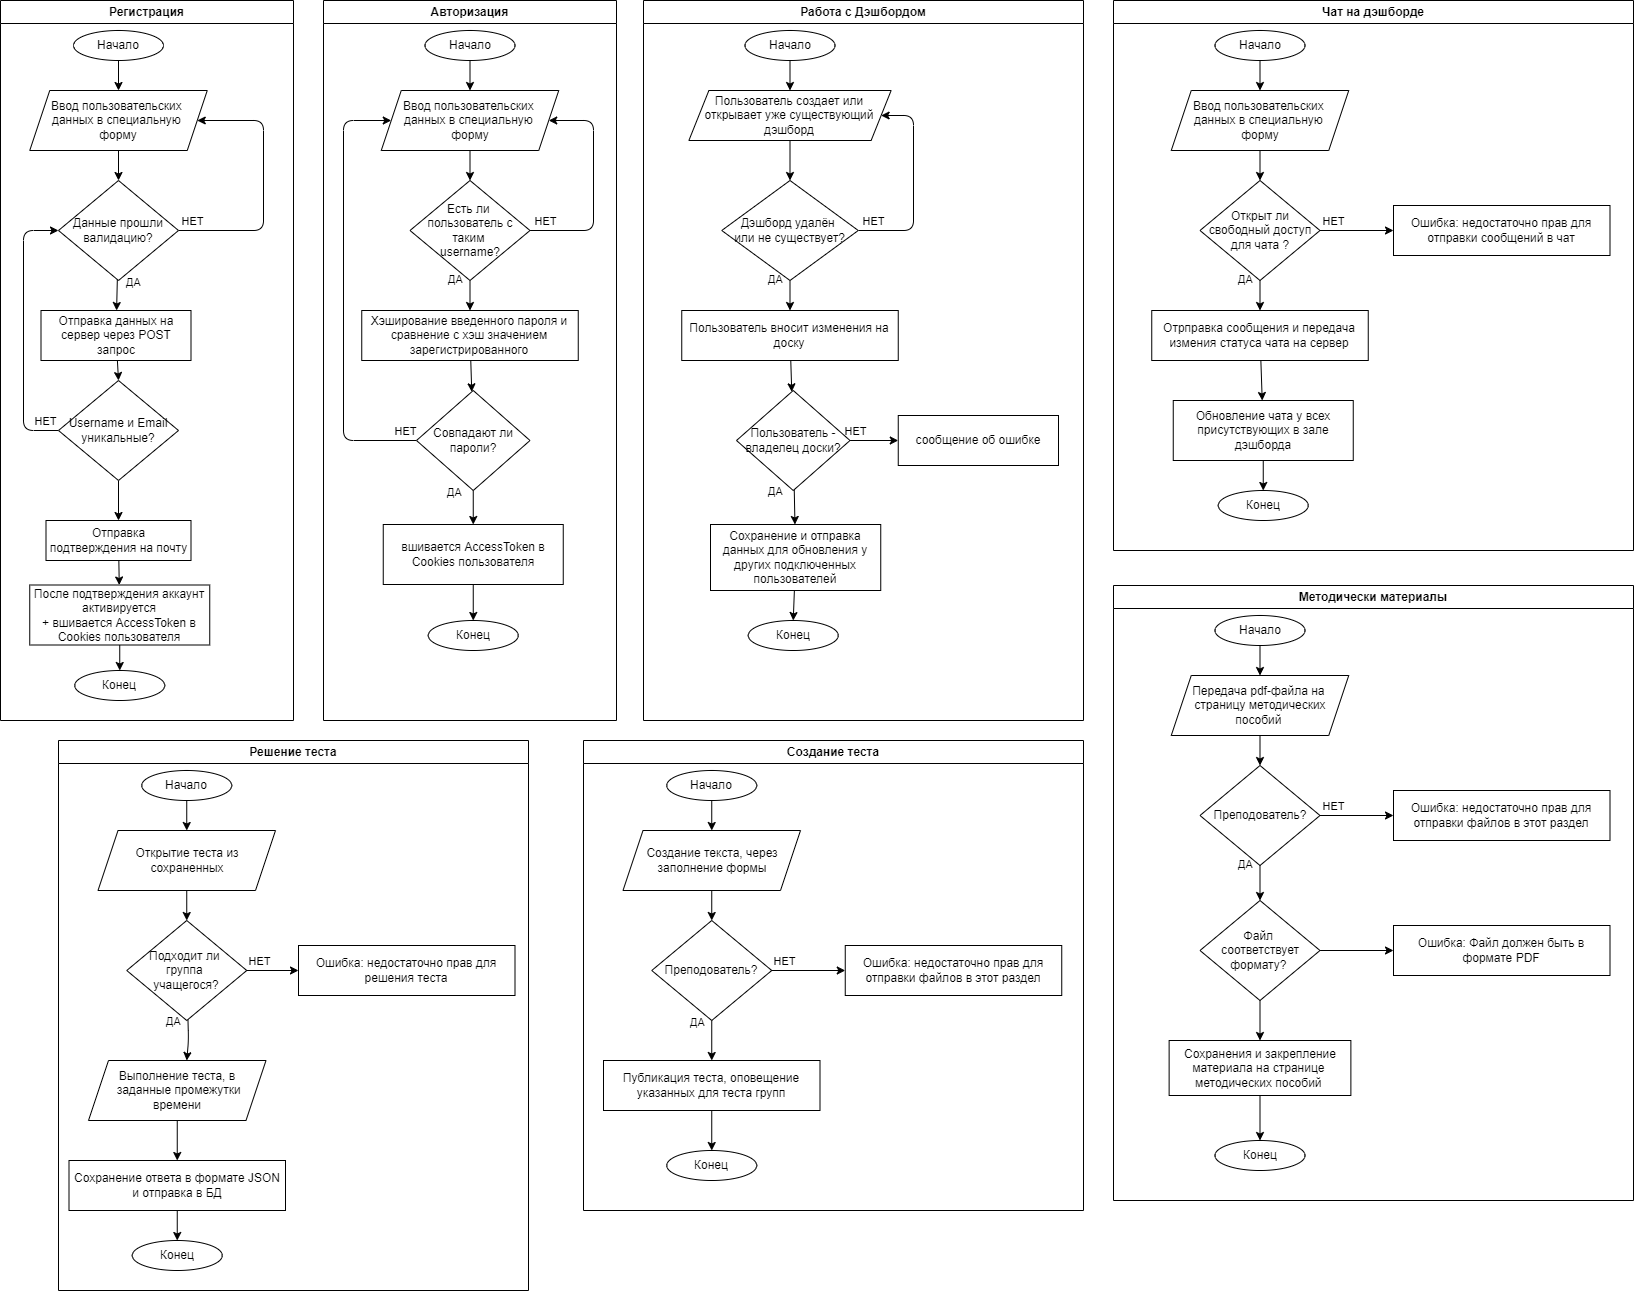 Регистрация
Начало
Ввод пользовательских
данных в специальную
форму
Данные прошли
валидацию?
НЕТ
ДА
Отправка данных на
сервер через POST
запрос
Username и Email
уникальные?
НЕТ
Отправка
подтверждения на почту
После подтверждения аккаунт
активируется
+ вшивается AccessToken в
Cookies пользователя
Конец
Авторизация
Начало
Ввод пользовательских
данных в специальную
форму
Есть ли
пользователь с
таким
username?
НЕТ
ДА
Хэширование введенного пароля и
сравнение с хэш значением
зарегистрированного
Совпадают ли
пароли?
НЕТ
ДА
вшивается AccessToken в
Cookies пользователя
Конец
Работа с Дэшбордом
Начало
Пользователь создает или
открывает уже существующий
дэшборд
Дэшборд удалён
или не существует?
НЕТ
ДА
Пользователь вносит изменения на
доску
Пользователь -
владелец доски?
НЕТ
сообщение об ошибке
ДА
Сохранение и отправка
данных для обновления у
других подключенных
пользователей
Конец
Чат на дэшборде
Начало
Ввод пользовательских
данных в специальную
форму
Открыт ли
свободный доступ
для чата ?
НЕТ
Ошибка: недостаточно прав для
отправки сообщений в чат
ДА
Отрправка сообщения и передача
измения статуса чата на сервер
Обновление чата у всех
присутствующих в зале
дэшборда
Конец
Методически материалы
Начало
Передача pdf-файла на
страницу методических
пособий
Преподователь?
НЕТ
Ошибка: недостаточно прав для
отправки файлов в этот раздел
ДА
Файл
соответствует
формату?
Ошибка: Файл должен быть в
формате PDF
Сохранения и закрепление
материала на странице
методических пособий
Конец
Решение теста
Начало
Открытие теста из
сохраненных
Подходит ли
группа
учащегося?
НЕТ
Ошибка: недостаточно прав для
решения теста
ДА
Выполнение теста, в
заданные промежутки
времени
Сохранение ответа в формате JSON
и отправка в БД
Конец
Создание теста
Начало
Создание текста, через
заполнение формы
Преподователь?
НЕТ
Ошибка: недостаточно прав для
отправки файлов в этот раздел
ДА
Публикация теста, оповещение
указанных для теста групп
Конец